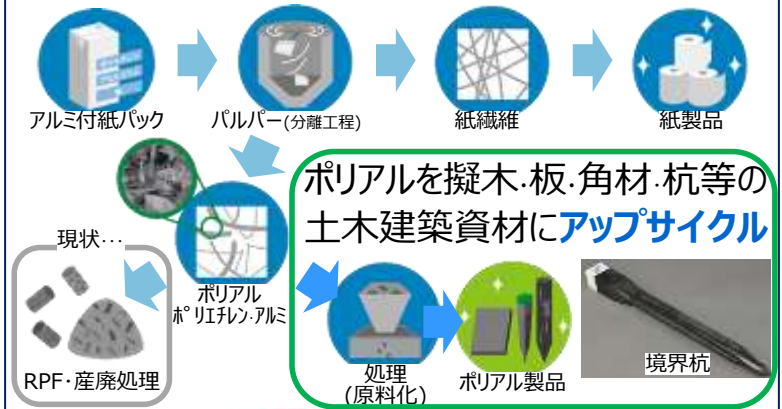 アルミ付紙パック
パルパー(分離工程)
紙繊維
紙製品
ポリアルを擬木･板･角材･杭等の
土木建築資材にアップサイクル
現状…
ポリアル
ﾎﾟﾘｴﾁﾚﾝ･ｱﾙﾐ
RPF･産廃処理
処理
(原料化)
ポリアル製品
境界杭